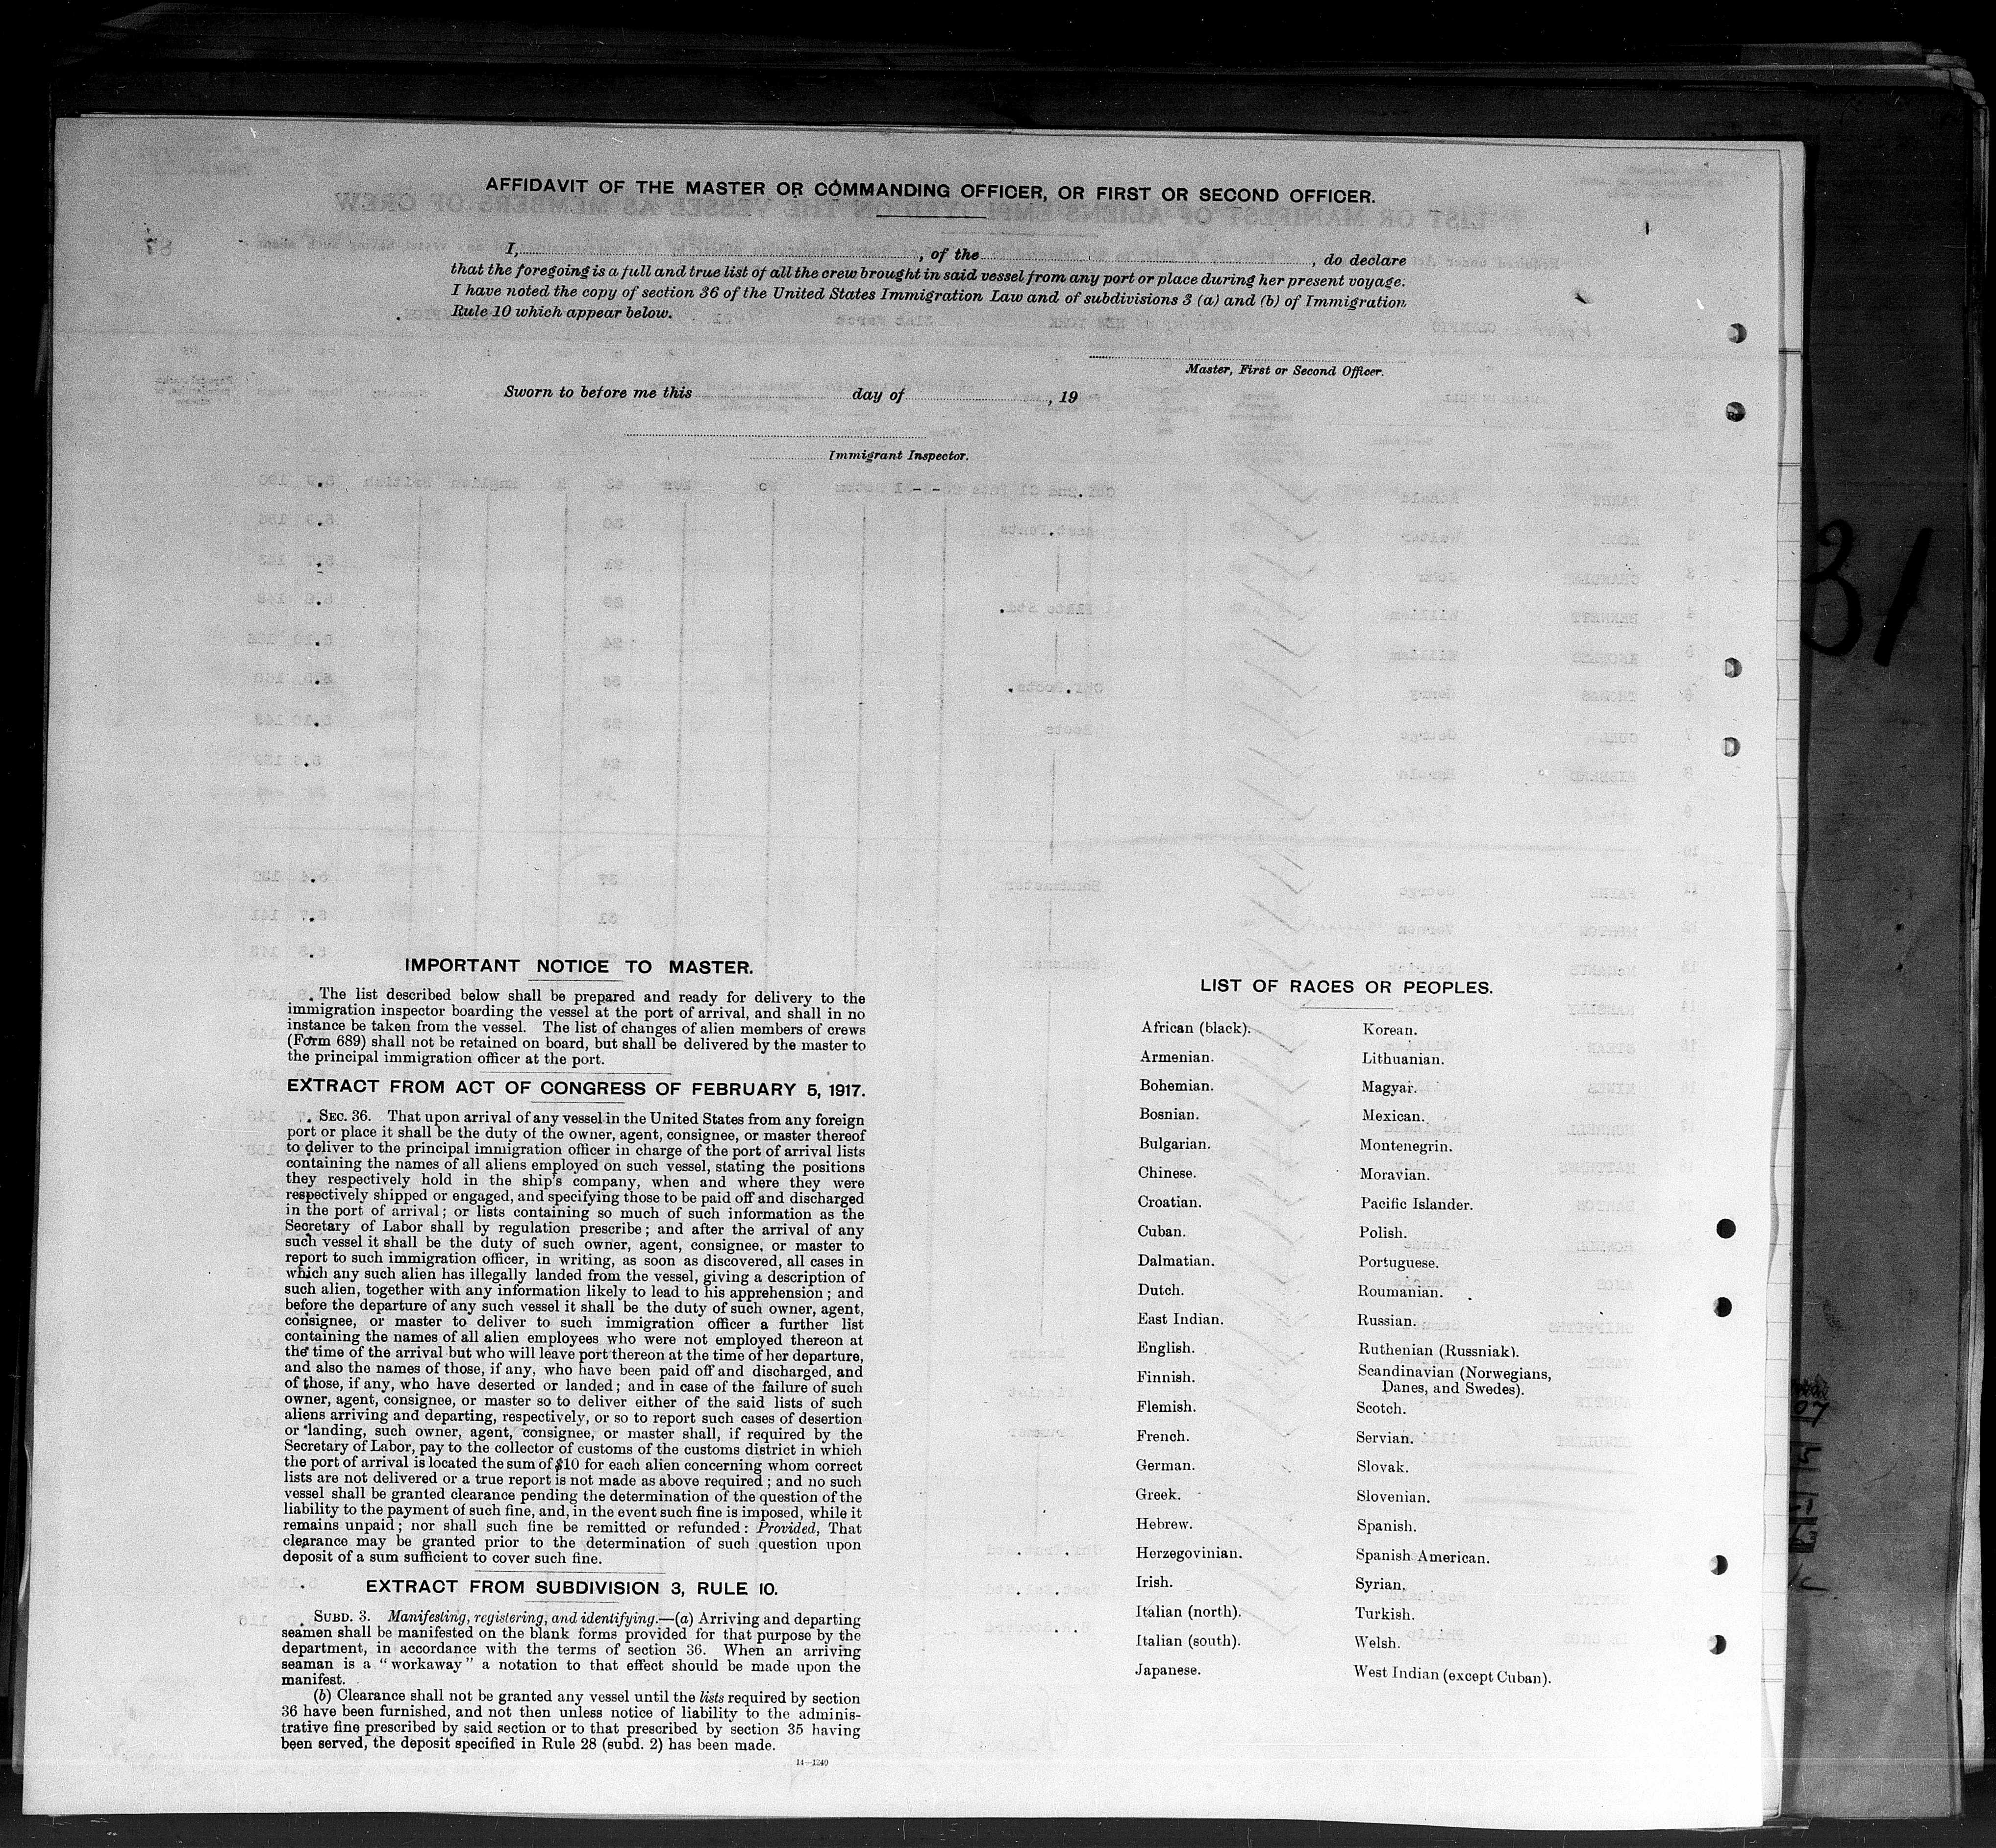 AFFIDAVIT OF THE MASTER OR COMMANDING OFFICER, OR FIRST OR SECOND OFFICER.
I, , of the , do declare
that the foregoing is a full and true list of all the crew brought in said vessel from any port or place during her present voyage.
I have noted the copy of section 36 of the United States Immigration Law and of subdivisions 3 (a) and (b) of Immigration
Rule 10 which appear below.
Master, First or Second Officer.
Sworn to before me this day of , 19
Immigrant Inspector.
31
IMPORTANT NOTICE TO MASTER.
The list described below shall be prepared and ready for delivery to the
immigration inspector boarding the vessel at the port of arrival, and shall in no
instance be taken from the vessel. The list of changes of alien members of crews
(Form 689) shall not be retained on board, but shall be delivered by the master to
the principal immigration officer at the port.
EXTRACT FROM ACT OF CONGRESS OF FEBRUARY 5, 1917.
SEC. 36. That upon arrival of any vessel in the United States from any foreign
port or place it shall be the duty of the owner, agent, consignee, or master thereof
to deliver to the principal immigration officer in charge of the port of arrival lists
containing the names of all aliens employed on such vessel, stating the positions
they respectively hold in the ship's company, when and where they were
respectively shipped or engaged, and specifying those to be paid off and discharged
in the port of arrival; or lists containing so much of such information as the
Secretary of Labor shall by regulation prescribe; and after the arrival of any
such vessel it shall be the duty of such owner, agent, consignee, or master to
report to such immigration officer, in writing, as soon as discovered, all cases in
which any such alien has illegally landed from the vessel, giving a description of
such alien, together with any information likely to lead to his apprehension; and
before the departure of any such vessel it shall be the duty of such owner, agent,
consignee, or master to deliver to such immigration officer a further list
containing the names of all alien employees who were not employed thereon at
the time of the arrival but who will leave port thereon at the time of her departure,
and also the names of those, if any, who have been paid off and discharged, and
of those, if any, who have deserted or landed; and in case of the failure of such
owner, agent, consignee, or master so to deliver either of the said lists of such
aliens arriving and departing, respectively, or so to report such cases of desertion
or landing, such owner, agent, consignee, or master shall, if required by the
Secretary of Labor, pay to the collector of customs of the customs district in which
the port of arrival is located the sum of $10 for each alien concerning whom correct
lists are not delivered or a true report is not made as above required; and no such
vessel shall be granted clearance pending the determination of the question of the
liability to the payment of such fine, and, in the event such fine is imposed, while it
remains unpaid; nor shall such fine be remitted or refunded: Provided, That
clearance may be granted prior to the determination of such question upon
deposit of a sum sufficient to cover such fine.
EXTRACT FROM SUBDIVISION 3, RULE 10.
SUBD. 3. Manifesting, registering, and identifying.—(a) Arriving and departing
seamen shall be manifested on the blank forms provided for that purpose by the
department, in accordance with the terms of section 36. When an arriving
seaman is a "workaway" a notation to that effect should be made upon the
manifest.
(b) Clearance shall not be granted any vessel until the lists required by section
36 have been furnished, and not then unless notice of liability to the adminis-
trative fine prescribed by said section or to that prescribed by section 35 having
been served, the deposit specified in Rule 28 (subd. 2) has been made.
14—1240
LIST OF RACES OR PEOPLES.
African (black).
Armenian.
Bohemian.
Bosnian.
Bulgarian.
Chinese.
Croatian.
Cuban.
Dalmatian.
Dutch.
East Indian.
English.
Finnish.
Flemish.
French.
German.
Greek.
Hebrew.
Herzegovinian.
Irish.
Italian (north).
Italian (south).
Japanese.
Korean.
Lithuanian.
Magyar.
Mexican.
Montenegrin.
Moravian.
Pacific Islander.
Polish.
Portuguese.
Roumanian.
Russian.
Ruthenian (Russniak).
Scandinavian (Norwegians,
Danes, and Swedes).
Scotch.
Servian.
Slovak.
Slovenian.
Spanish.
Spanish American.
Syrian.
Turkish.
Welsh.
West Indian (except Cuban).